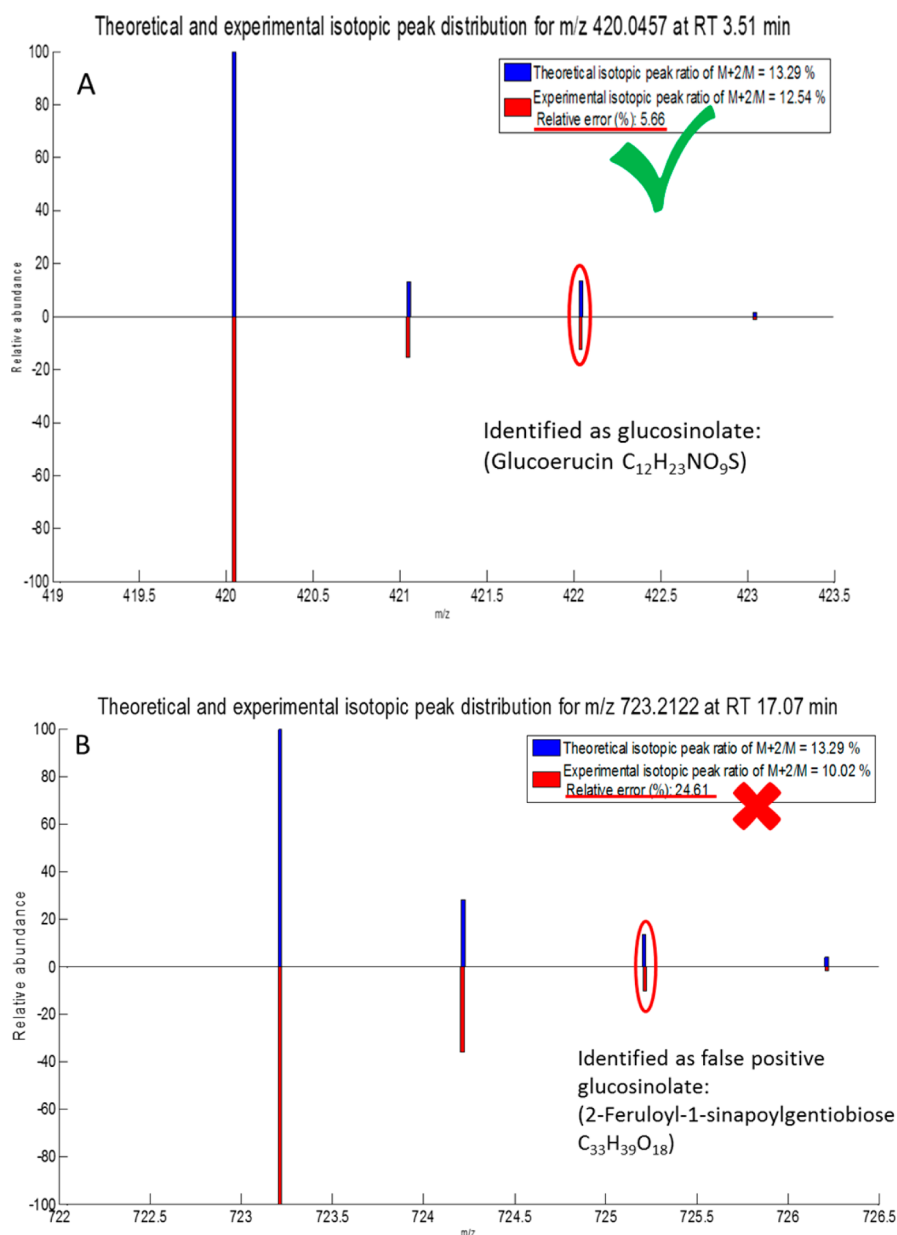 Theoretical and experimental isotopic peak distribution for m/z 420.0457 at RT 3.51 min
A
Theoretical isotopic peak ratio of M+2/M = 13.29 %
Experimental isotopic peak ratio of M+2/M = 12.54 %
Relative error (%): 5.66
Relative abundance
100
80
60
40
20
0
-20
-40
-60
-80
-100
Identified as glucosinolate:
(Glucoerucin C₁₂H₂₃NO₉S)
419 419.5 420 420.5 421 421.5 422 422.5 423 423.5
m/z
Theoretical and experimental isotopic peak distribution for m/z 723.2122 at RT 17.07 min
B
Theoretical isotopic peak ratio of M+2/M = 13.29 %
Experimental isotopic peak ratio of M+2/M = 10.02 %
Relative error (%): 24.61
Relative abundance
100
80
60
40
20
0
-20
-40
-60
-80
-100
Identified as false positive
glucosinolate:
(2-Feruloyl-1-sinapoylgentiobiose
C₃₃H₃₉O₁₈)
722 722.5 723 723.5 724 724.5 725 725.5 726 726.5
m/z